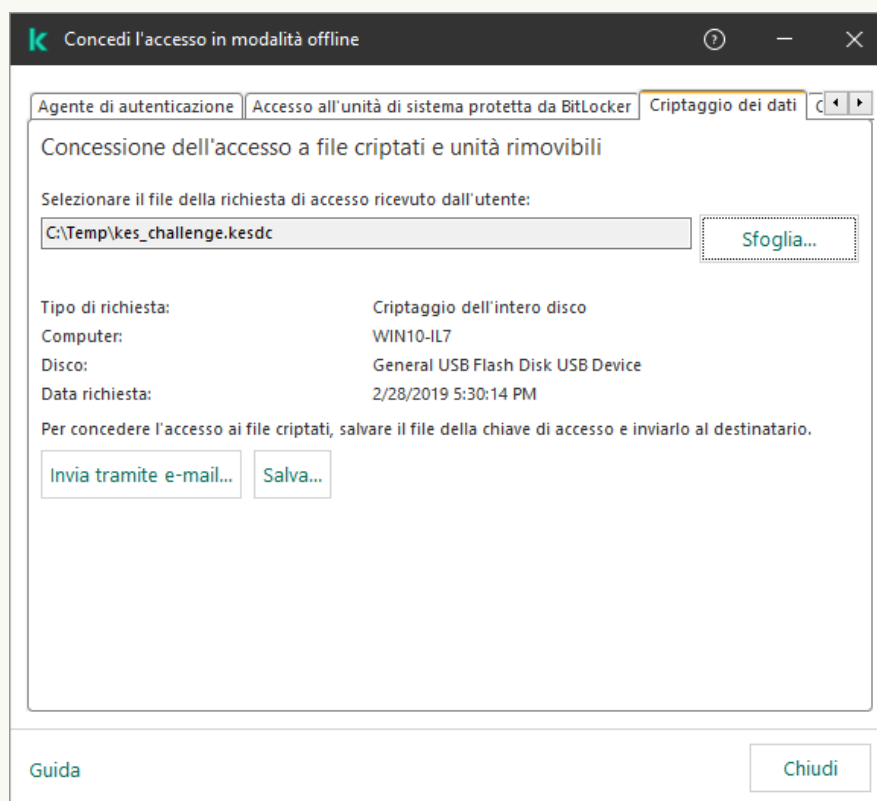 Concedi l'accesso in modalità offline
Agente di autenticazione Accesso all'unità di sistema protetta da BitLocker Criptaggio dei dati
Concessione dell'accesso a file criptati e unità rimovibili
Selezionare il file della richiesta di accesso ricevuto dall'utente:
C:\Temp\kes_challenge.kesdc Sfoglia...
Tipo di richiesta: Criptaggio dell'intero disco
Computer: WIN10-IL7
Disco: General USB Flash Disk USB Device
Data richiesta: 2/28/2019 5:30:14 PM
Per concedere l'accesso ai file criptati, salvare il file della chiave di accesso e inviarlo al destinatario.
Invia tramite e-mail... Salva...
Guida Chiudi